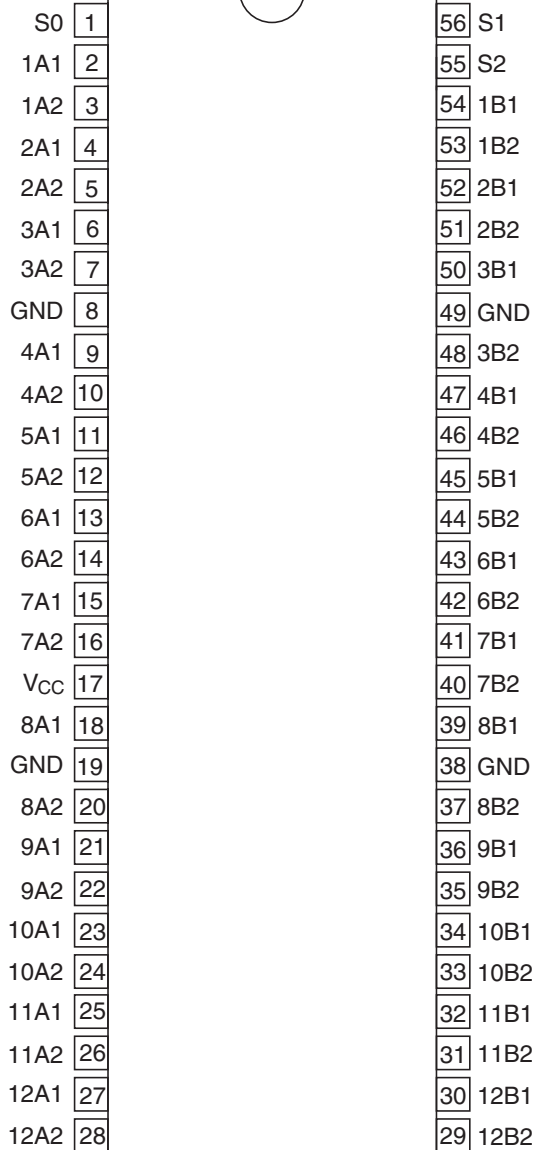 S0 1 56 S1
1A1 2 55 S2
1A2 3 54 1B1
2A1 4 53 1B2
2A2 5 52 2B1
3A1 6 51 2B2
3A2 7 50 3B1
GND 8 49 GND
4A1 9 48 3B2
4A2 10 47 4B1
5A1 11 46 4B2
5A2 12 45 5B1
6A1 13 44 5B2
6A2 14 43 6B1
7A1 15 42 6B2
7A2 16 41 7B1
VCC 17 40 7B2
8A1 18 39 8B1
GND 19 38 GND
8A2 20 37 8B2
9A1 21 36 9B1
9A2 22 35 9B2
10A1 23 34 10B1
10A2 24 33 10B2
11A1 25 32 11B1
11A2 26 31 11B2
12A1 27 30 12B1
12A2 28 29 12B2